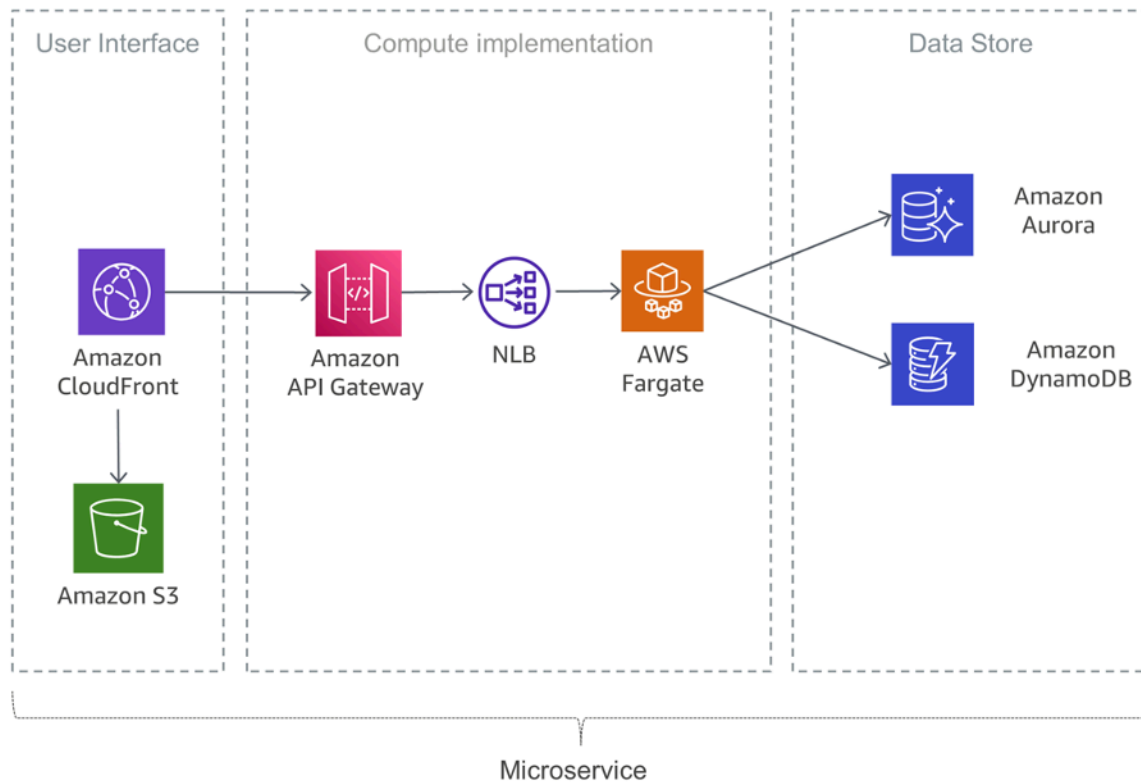 User Interface
Compute implementation
Data Store
Amazon
Aurora
Amazon
CloudFront
</>
Amazon
API Gateway
NLB
AWS
Fargate
Amazon
DynamoDB
Amazon S3
Microservice